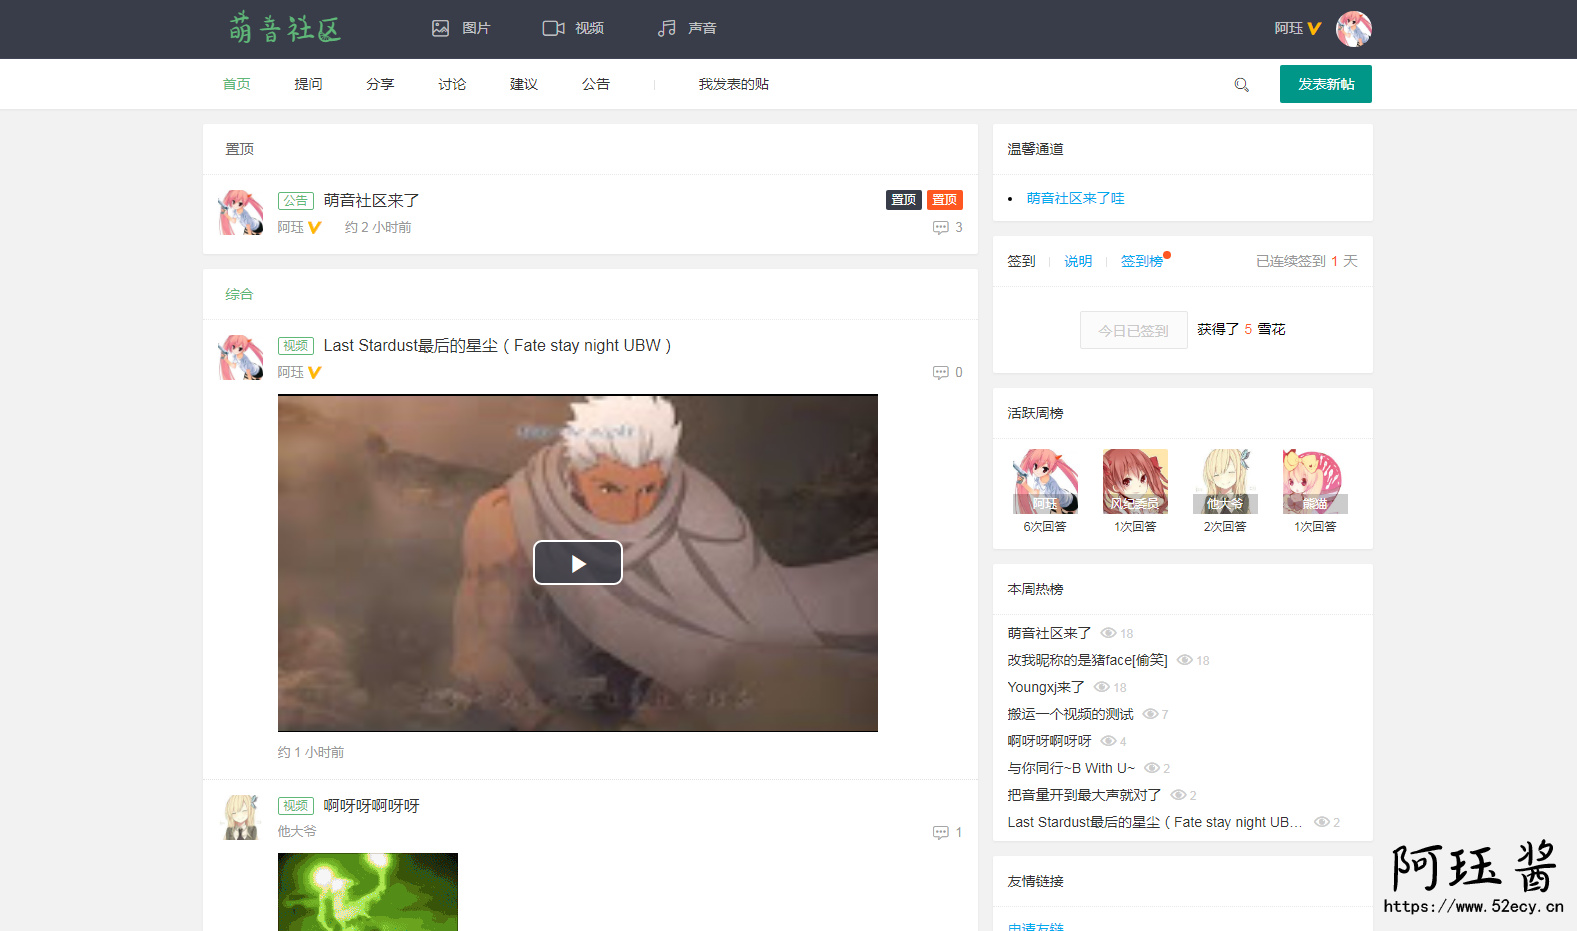 萌音社区
图片 视频 声音
阿珏
首页 提问 分享 讨论 建议 公告 我发表的贴
发表新帖
置顶
公告 萌音社区来了
置顶 置顶
阿珏 约 2 小时前
3
综合
视频 Last Stardust最后的星尘（Fate stay night UBW）
阿珏
0
约 1 小时前
视频 啊呀呀啊呀呀
他大爷
1
温馨通道
萌音社区来了哇
签到 说明 签到榜 已连续签到 1 天
今日已签到 获得了 5 雪花
活跃周榜
阿珏 风纪委员 他大爷 熊猫
6次回答 1次回答 2次回答 1次回答
本周热榜
萌音社区来了 18
改我昵称的是猪face[偷笑] 18
Youngxj来了 18
搬运一个视频的测试 7
啊呀呀啊呀呀 4
与你同行~B With U~ 2
把音量开到最大声就对了 2
Last Stardust最后的星尘（Fate stay night UB... 2
友情链接
申请友链
阿珏酱
https://www.52ecy.cn